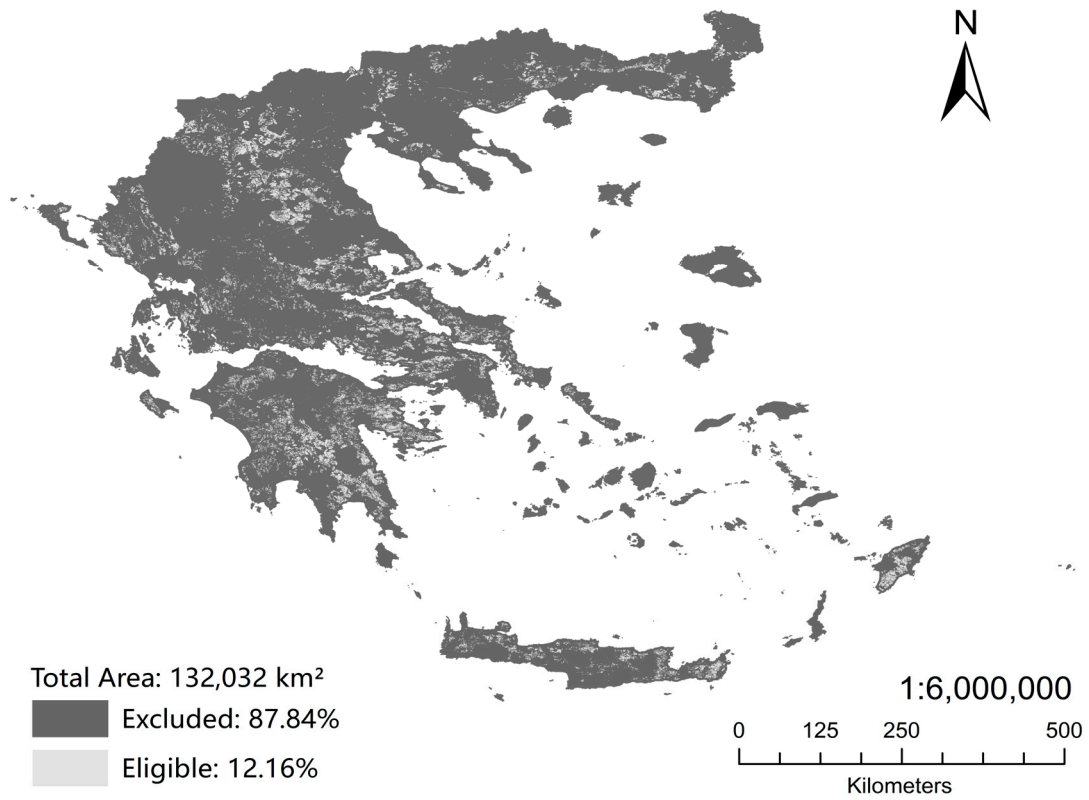 N
Total Area: 132,032 km²
Excluded: 87.84%
Eligible: 12.16%
1:6,000,000
0 125 250 500
Kilometers